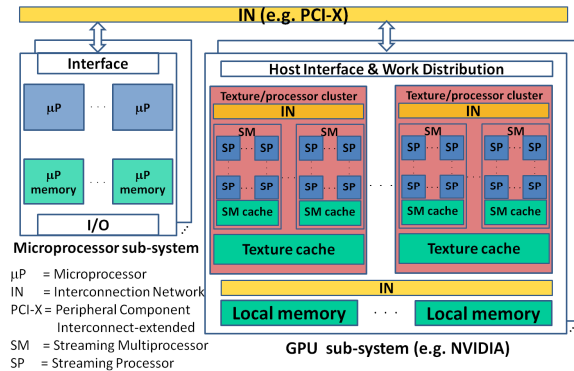 IN (e.g. PCI-X)
Interface
μP . . . μP
μP memory . . . μP memory
I/O
Microprocessor sub-system
μP = Microprocessor
IN = Interconnection Network
PCI-X = Peripheral Component
Interconnect-extended
SM = Streaming Multiprocessor
SP = Streaming Processor
Host Interface & Work Distribution
Texture/processor cluster
IN
SM
SP SP
SP SP
SM cache
SM
SP SP
SP SP
SM cache
Texture cache
Texture/processor cluster
IN
SM
SP SP
SP SP
SM cache
SM
SP SP
SP SP
SM cache
Texture cache
IN
Local memory . . . Local memory
GPU sub-system (e.g. NVIDIA)